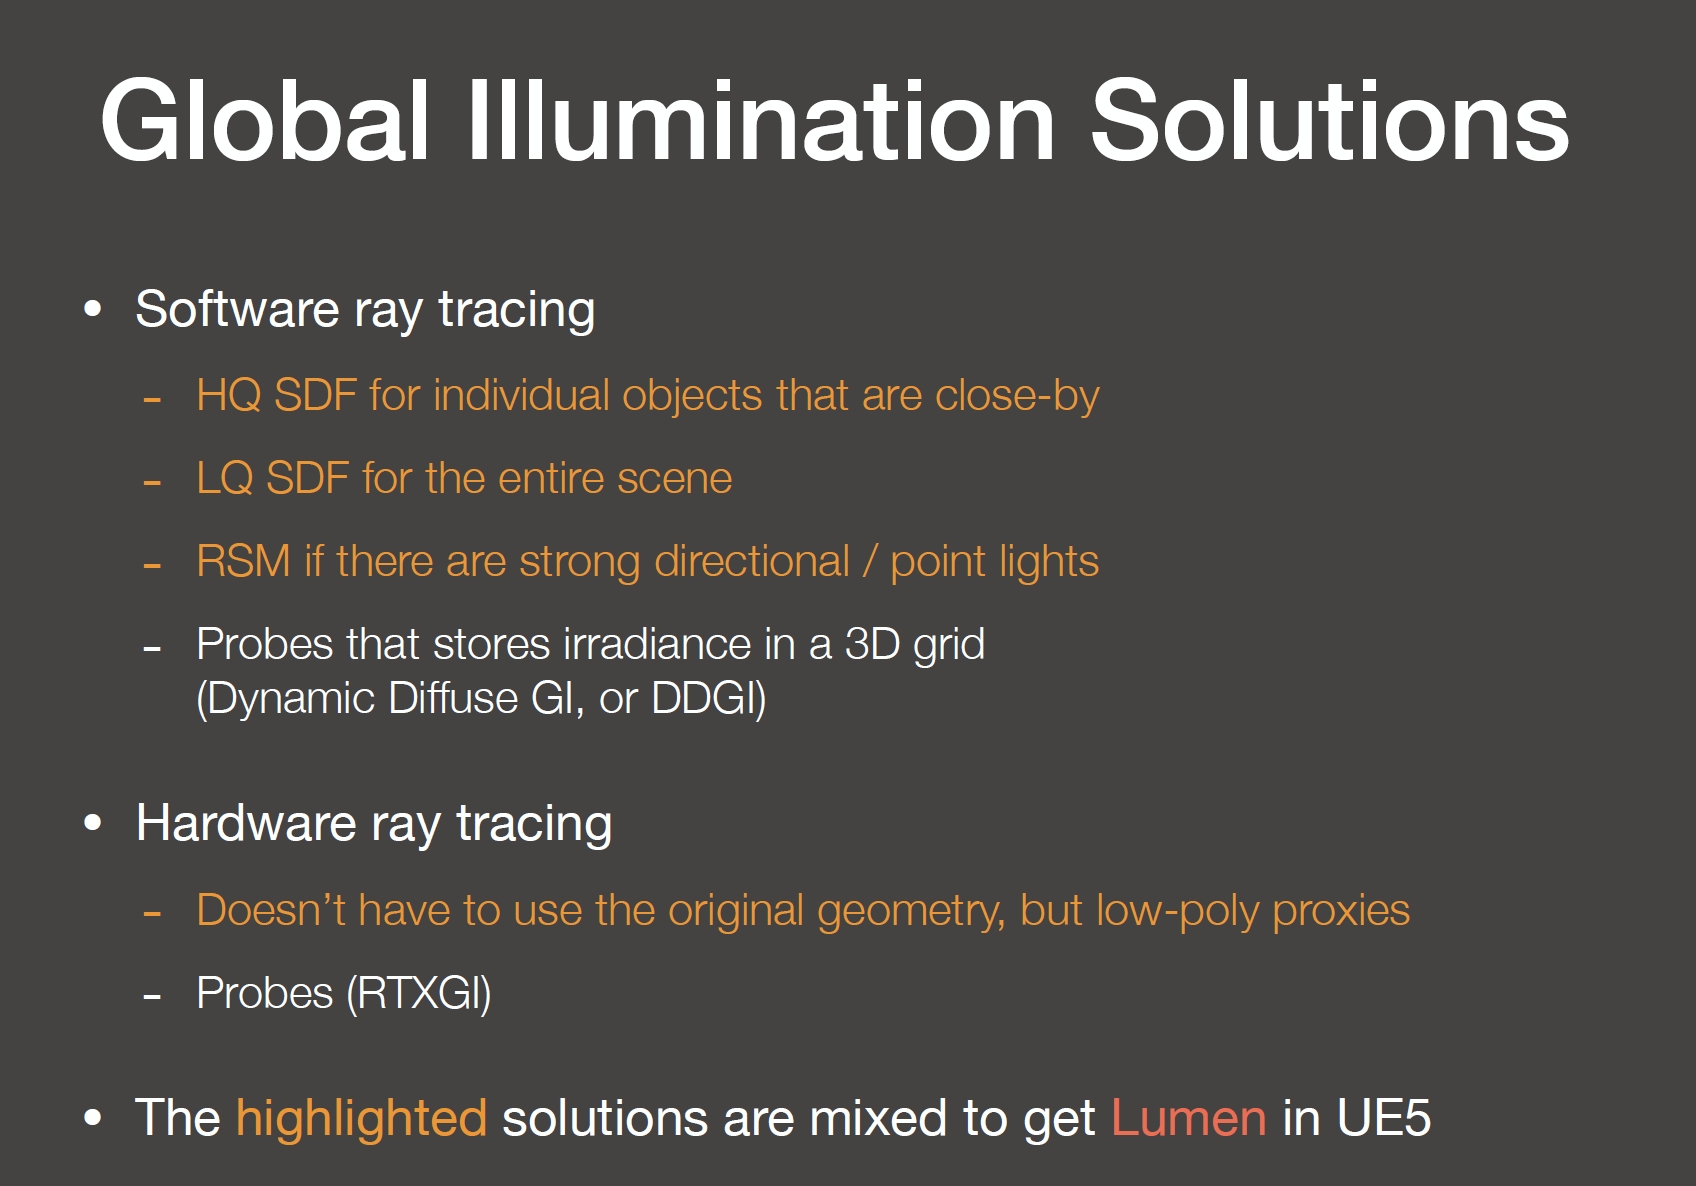 Global Illumination Solutions
• Software ray tracing
- HQ SDF for individual objects that are close-by
- LQ SDF for the entire scene
- RSM if there are strong directional / point lights
- Probes that stores irradiance in a 3D grid
(Dynamic Diffuse GI, or DDGI)
• Hardware ray tracing
- Doesn’t have to use the original geometry, but low-poly proxies
- Probes (RTXGI)
• The highlighted solutions are mixed to get Lumen in UE5